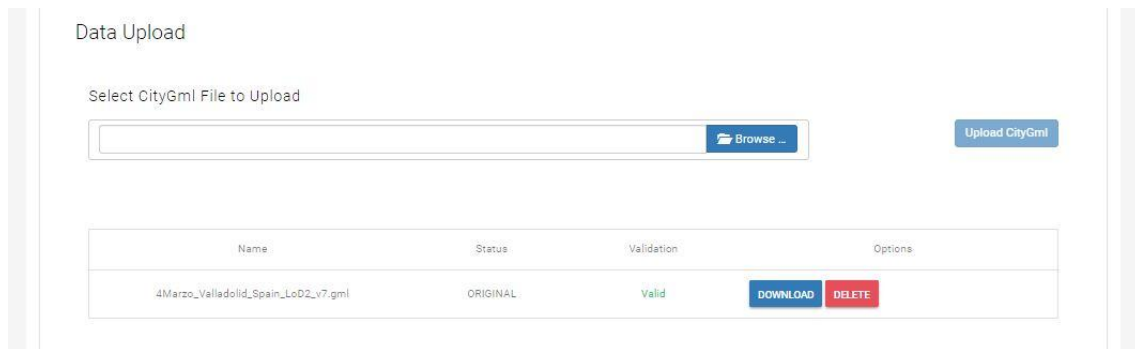 Data Upload
Select CityGml File to Upload
Browse ...
Upload CityGml
Name Status Validation Options
4Marzo_Valladolid_Spain_LoD2_v7.gml ORIGINAL Valid DOWNLOAD DELETE